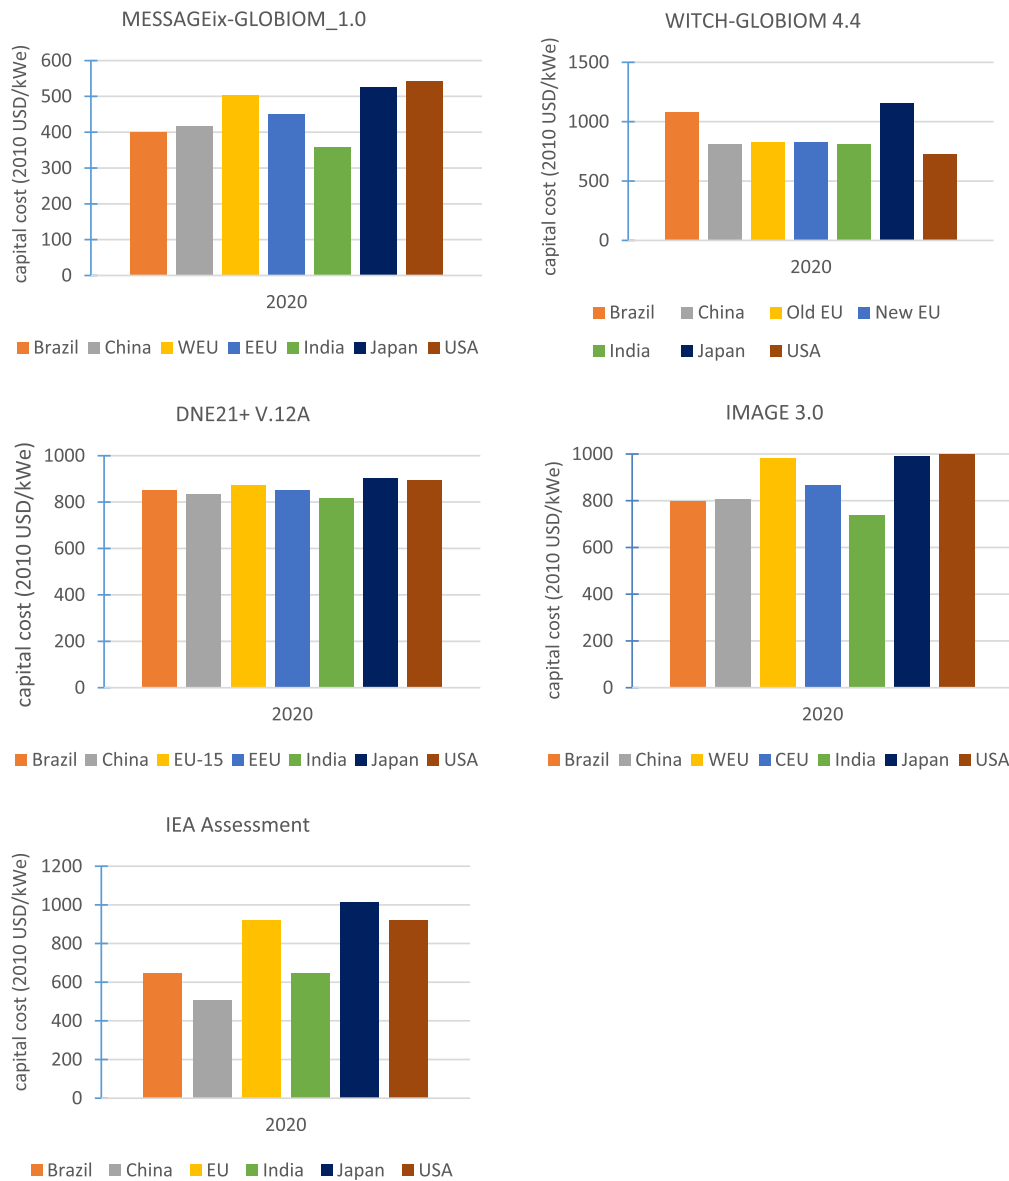 MESSAGEix-GLOBIOM_1.0
capital cost (2010 USD/kWe)
600
500
400
300
200
100
0
2020
Brazil China WEU EEU India Japan USA
WITCH-GLOBIOM 4.4
capital cost (2010 USD/kWe)
1500
1000
500
0
2020
Brazil China Old EU New EU
India Japan USA
DNE21+ V.12A
capital cost (2010 USD/kWe)
1000
800
600
400
200
0
2020
Brazil China EU-15 EEU India Japan USA
IMAGE 3.0
capital cost (2010 USD/kWe)
1000
800
600
400
200
0
2020
Brazil China WEU CEU India Japan USA
IEA Assessment
capital cost (2010 USD/kWe)
1200
1000
800
600
400
200
0
2020
Brazil China EU India Japan USA